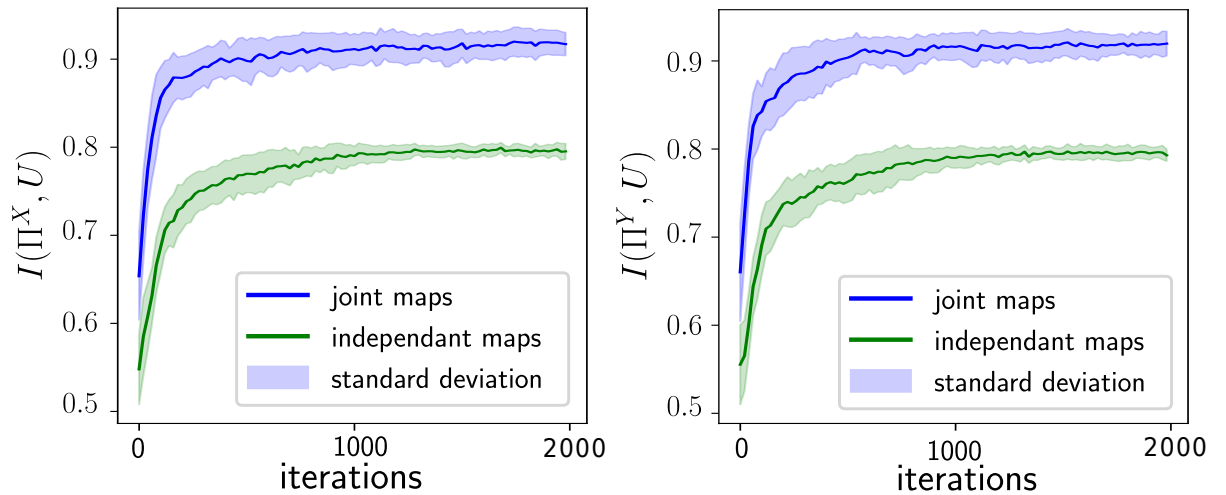 I(Π^X, U)
0.9
0.8
0.7
0.6
0.5
joint maps
independant maps
standard deviation
0 1000 2000
iterations
I(Π^Y, U)
0.9
0.8
0.7
0.6
0.5
joint maps
independant maps
standard deviation
0 1000 2000
iterations